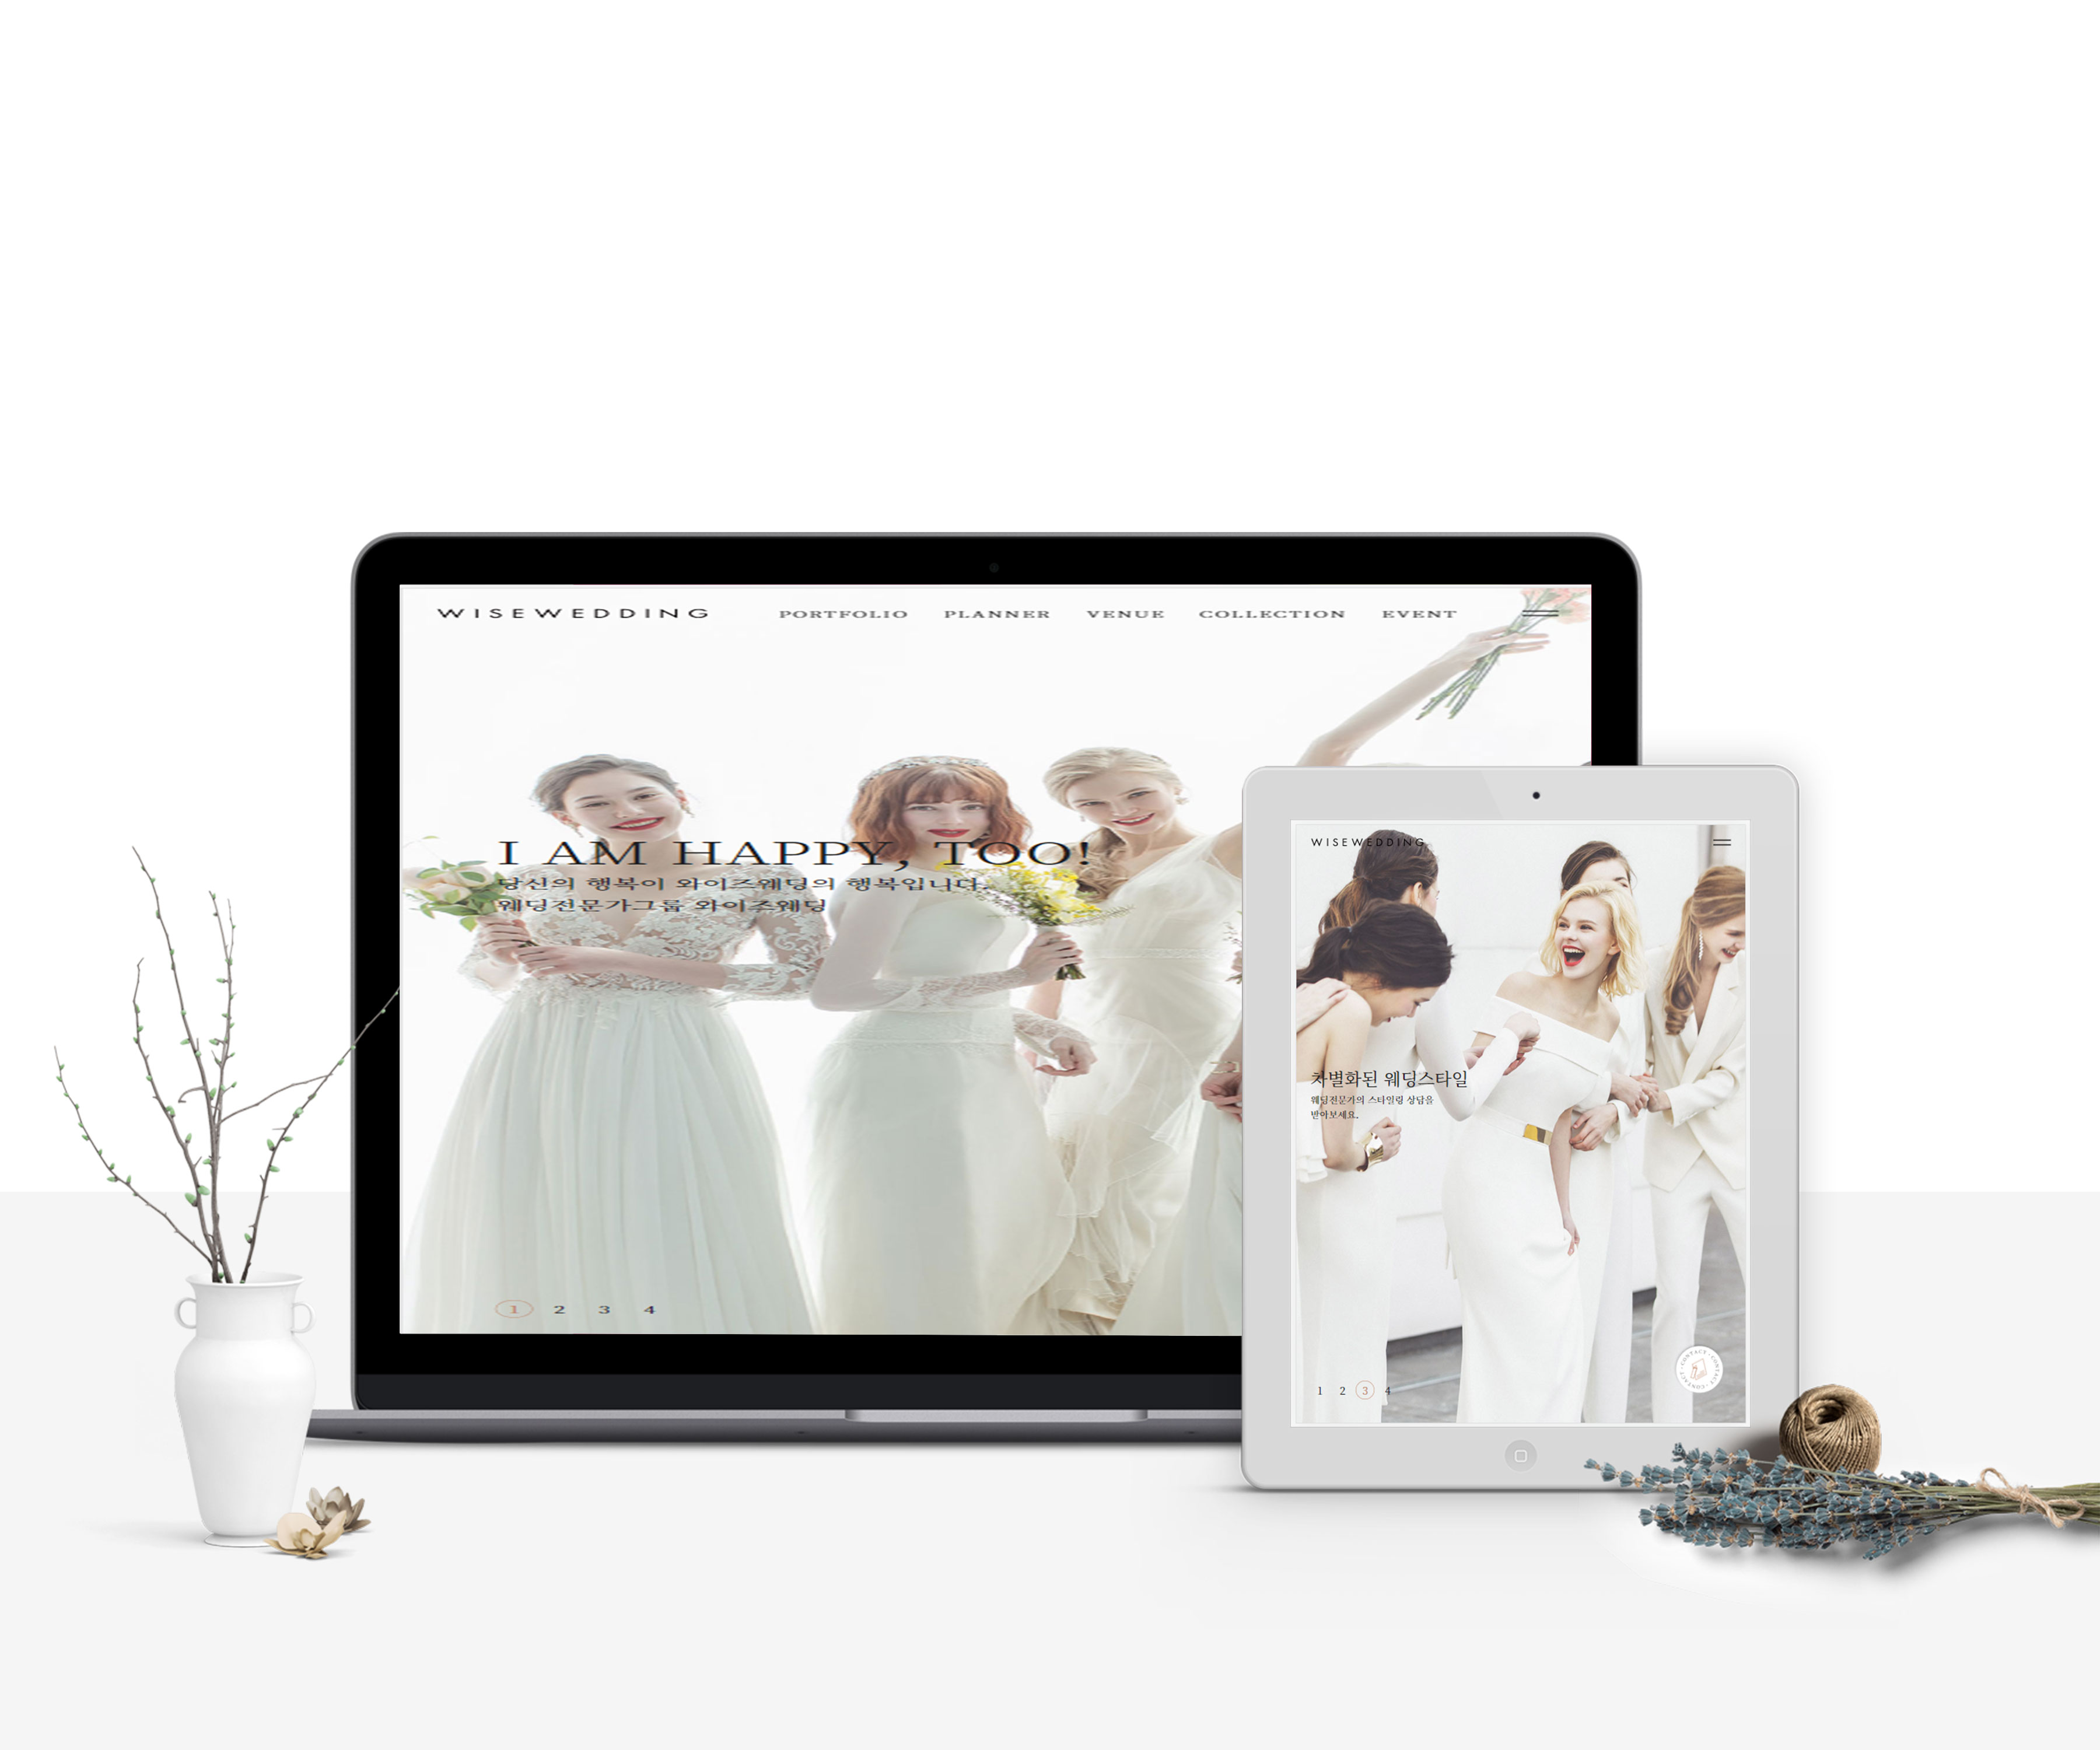 WISEWEDDING PORTFOLIO PLANNER VENUE COLLECTION EVENT
I AM HAPPY, TOO!
당신의 행복이 와이즈웨딩의 행복입니다.
웨딩전문가그룹 와이즈웨딩
1 2 3 4
WISEWEDDING
차별화된 웨딩스타일
웨딩전문가의 스타일링 상담을
받아보세요.
CONTACT · CONTACT · CONTACT
1 2 3 4